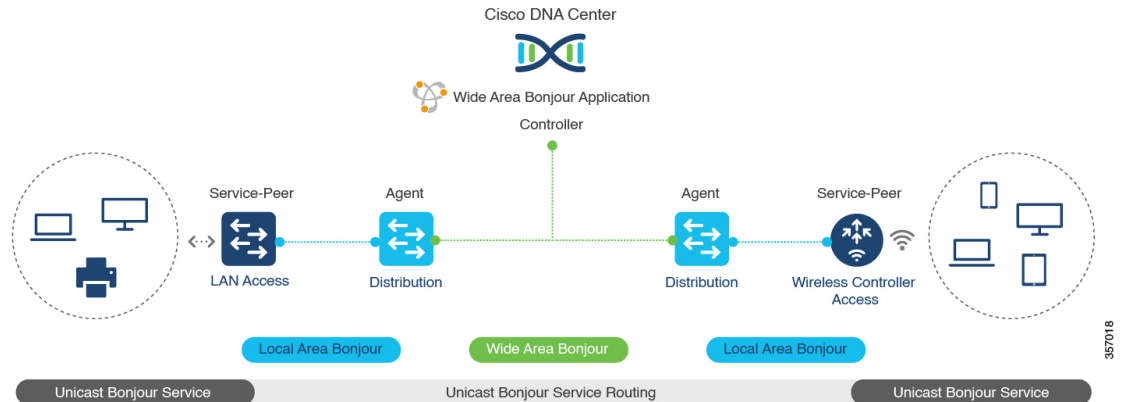 Cisco DNA Center
Wide Area Bonjour Application
Controller
Service-Peer
Agent
Agent
Service-Peer
LAN Access
Distribution
Distribution
Wireless Controller
Access
Local Area Bonjour
Wide Area Bonjour
Local Area Bonjour
357018
Unicast Bonjour Service
Unicast Bonjour Service Routing
Unicast Bonjour Service